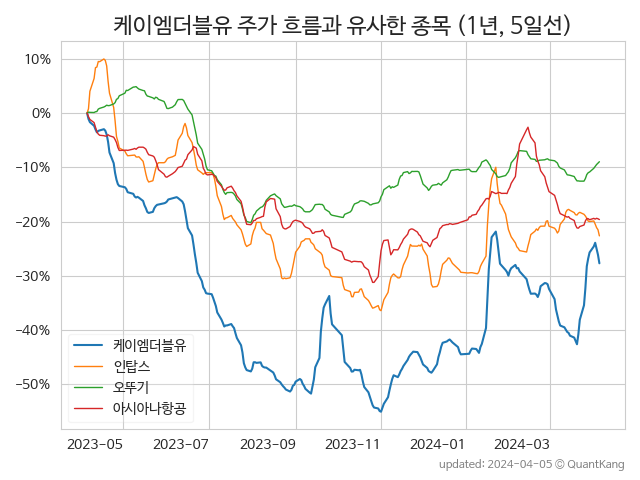 케이엠더블유 주가 흐름과 유사한 종목 (1년, 5일선)
10%
0%
−10%
−20%
−30%
−40%
−50%
케이엠더블유
인탑스
오뚜기
아시아나항공
2023-05 2023-07 2023-09 2023-11 2024-01 2024-03
updated: 2024-04-05 © QuantKang